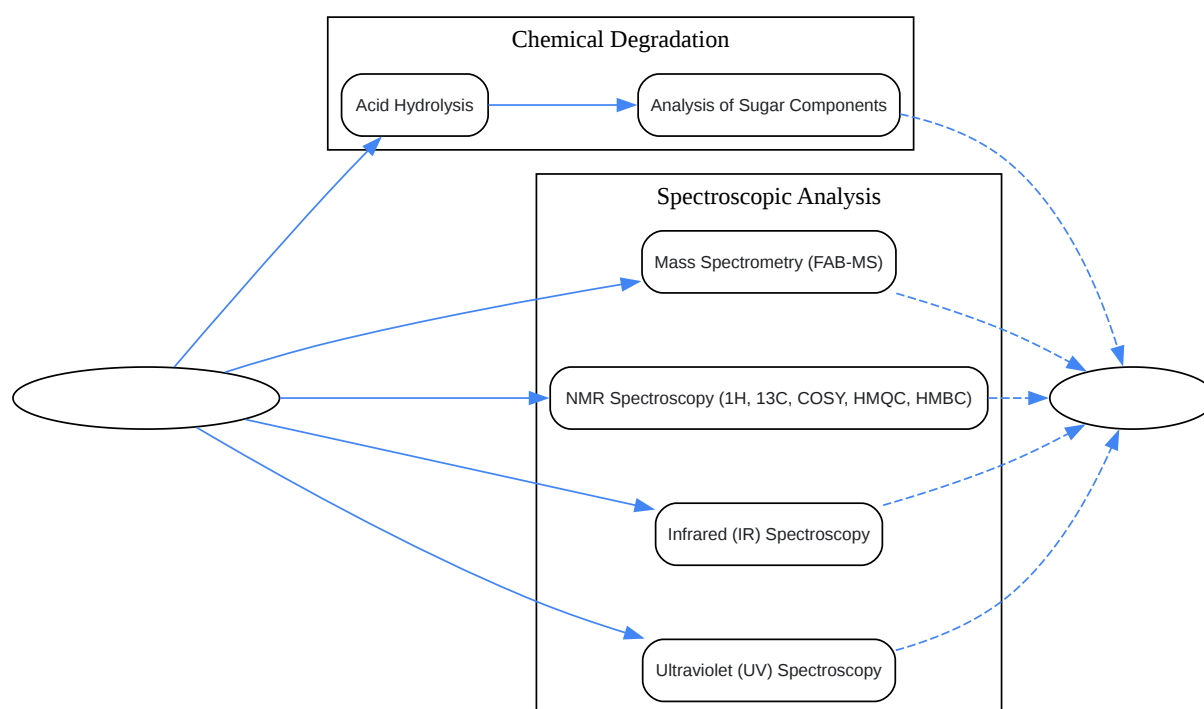 Chemical Degradation
Acid Hydrolysis
Analysis of Sugar Components
Spectroscopic Analysis
Mass Spectrometry (FAB-MS)
NMR Spectroscopy (1H, 13C, COSY, HMQC, HMBC)
Infrared (IR) Spectroscopy
Ultraviolet (UV) Spectroscopy